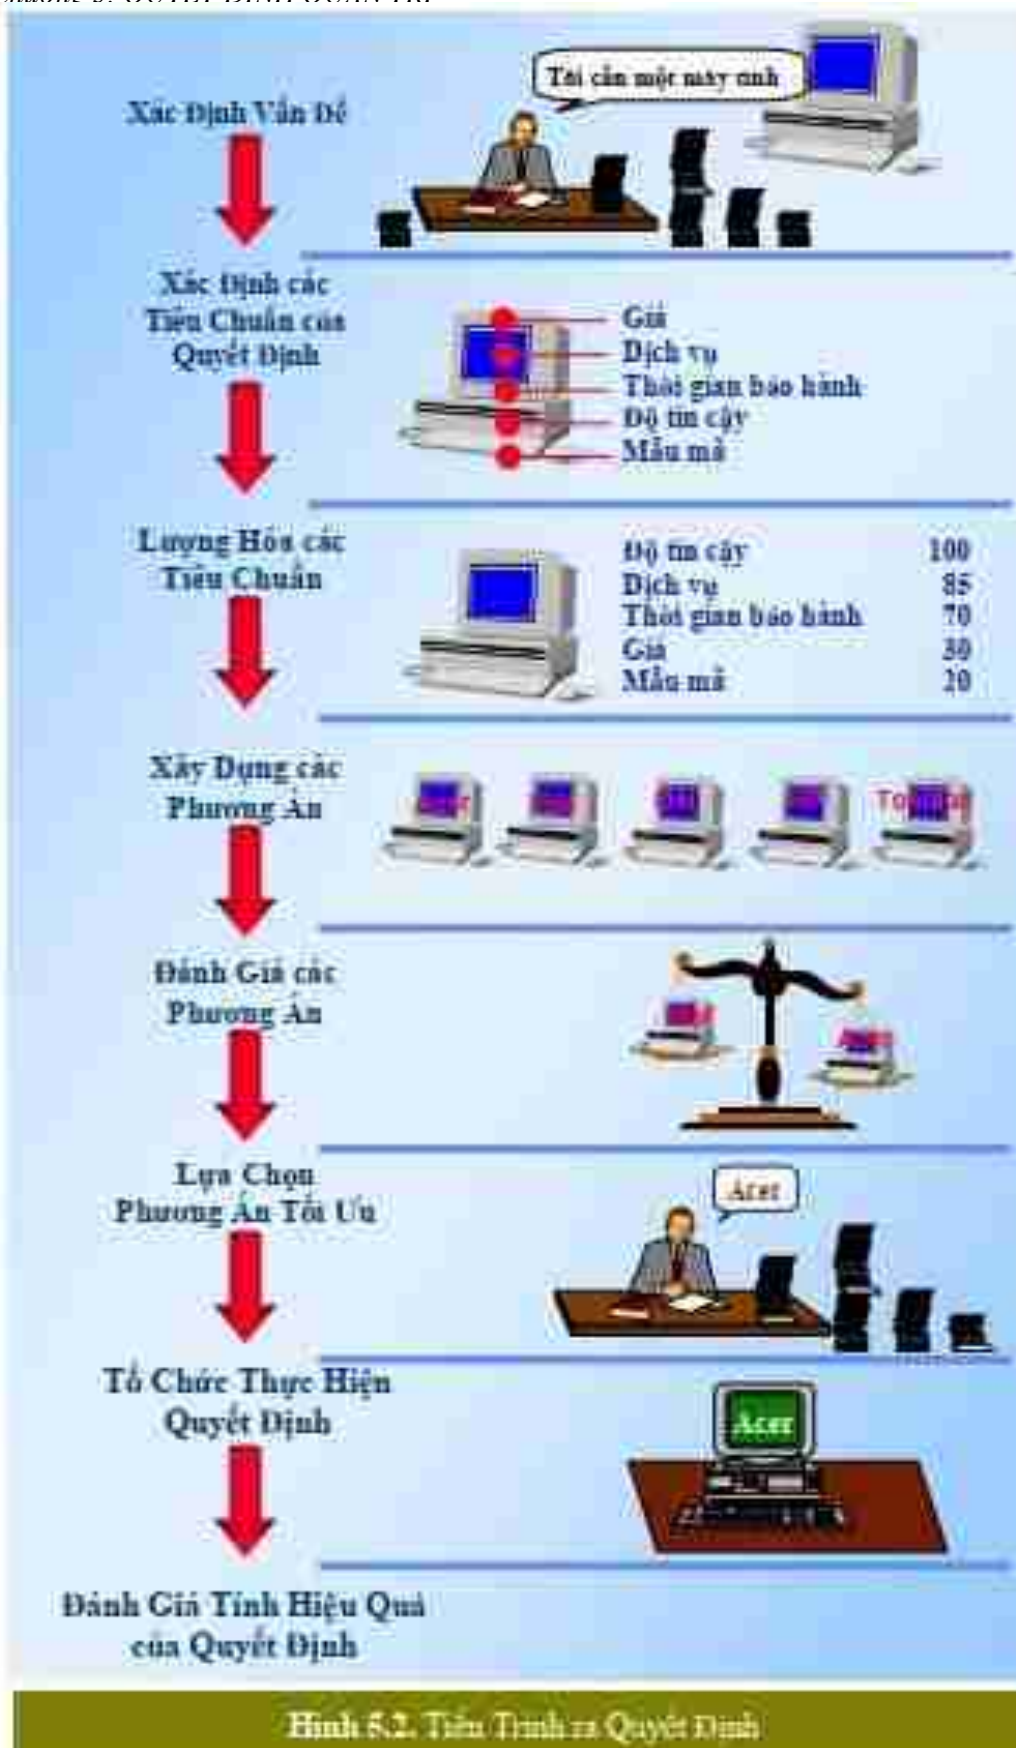 Xác Định Vấn Đề
Tôi cần một máy tính
Xác Định các
Tiêu Chuẩn của
Quyết Định
Giá
Dịch vụ
Thời gian bảo hành
Độ tin cậy
Mẫu mã
Lượng Hóa các
Tiêu Chuẩn
Độ tin cậy 100
Dịch vụ 85
Thời gian bảo hành 70
Giá 30
Mẫu mã 20
Xây Dựng các
Phương Án
Đánh Giá các
Phương Án
Lựa Chọn
Phương Án Tối Ưu
Acer
Tổ Chức Thực Hiện
Quyết Định
Acer
Đánh Giá Tính Hiệu Quả
của Quyết Định
Hình 5.2. Tiến Trình ra Quyết Định